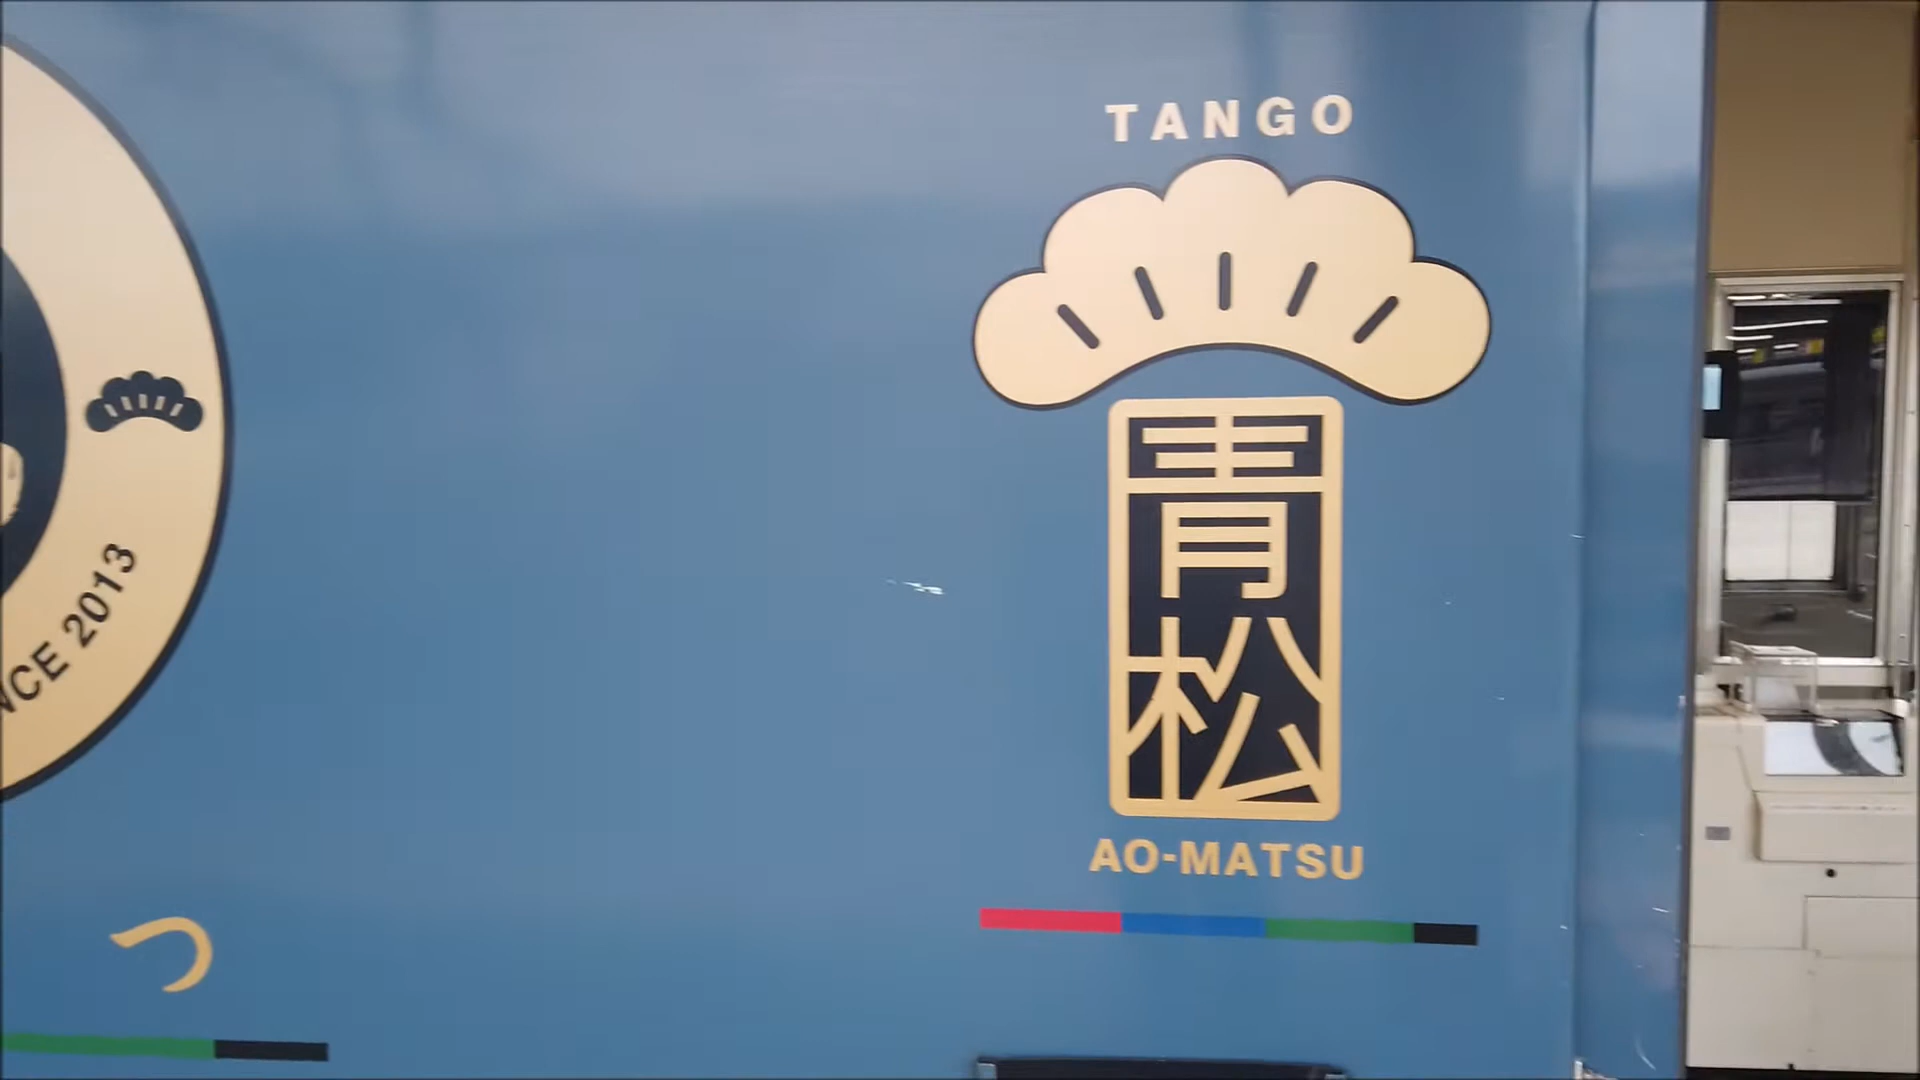 NCE 2013
つ
TANGO
青松
AO-MATSU